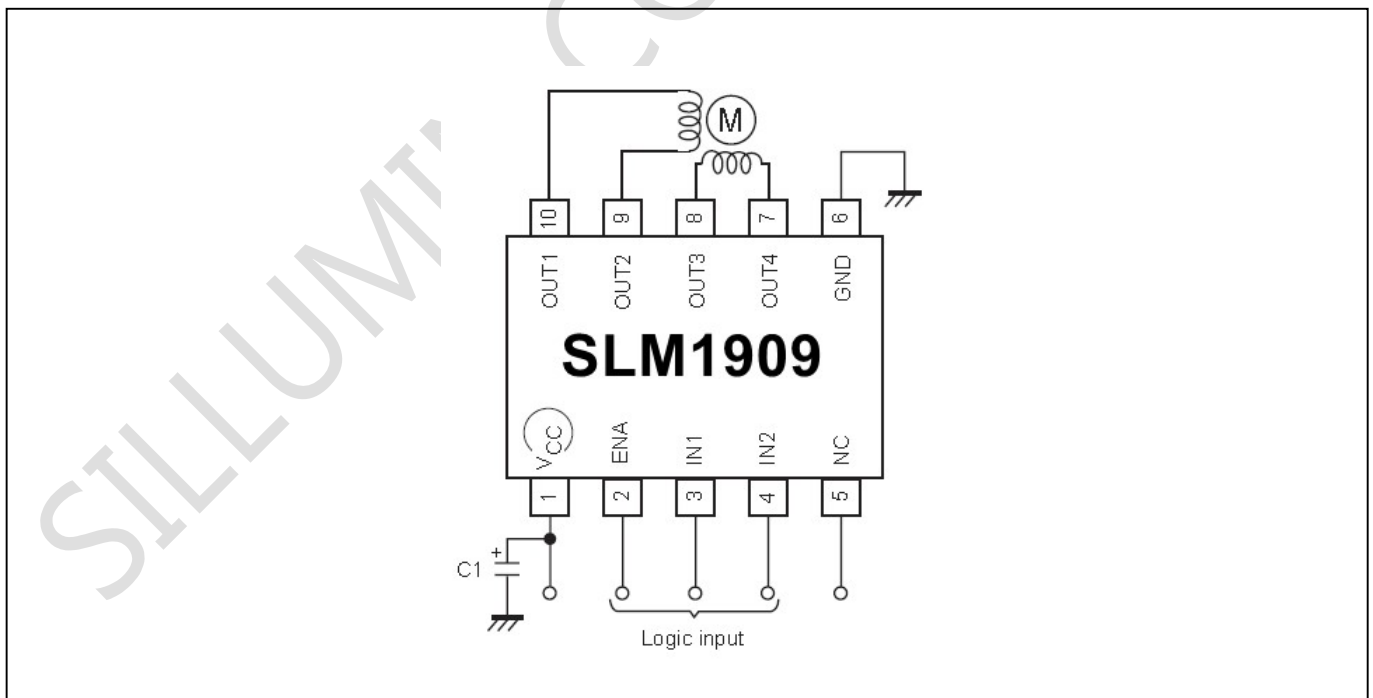 M
10 9 8 7 6
OUT1 OUT2 OUT3 OUT4 GND
SLM1909
VCC ENA IN1 IN2 NC
1 2 3 4 5
C1 +
Logic input
SILLUMI